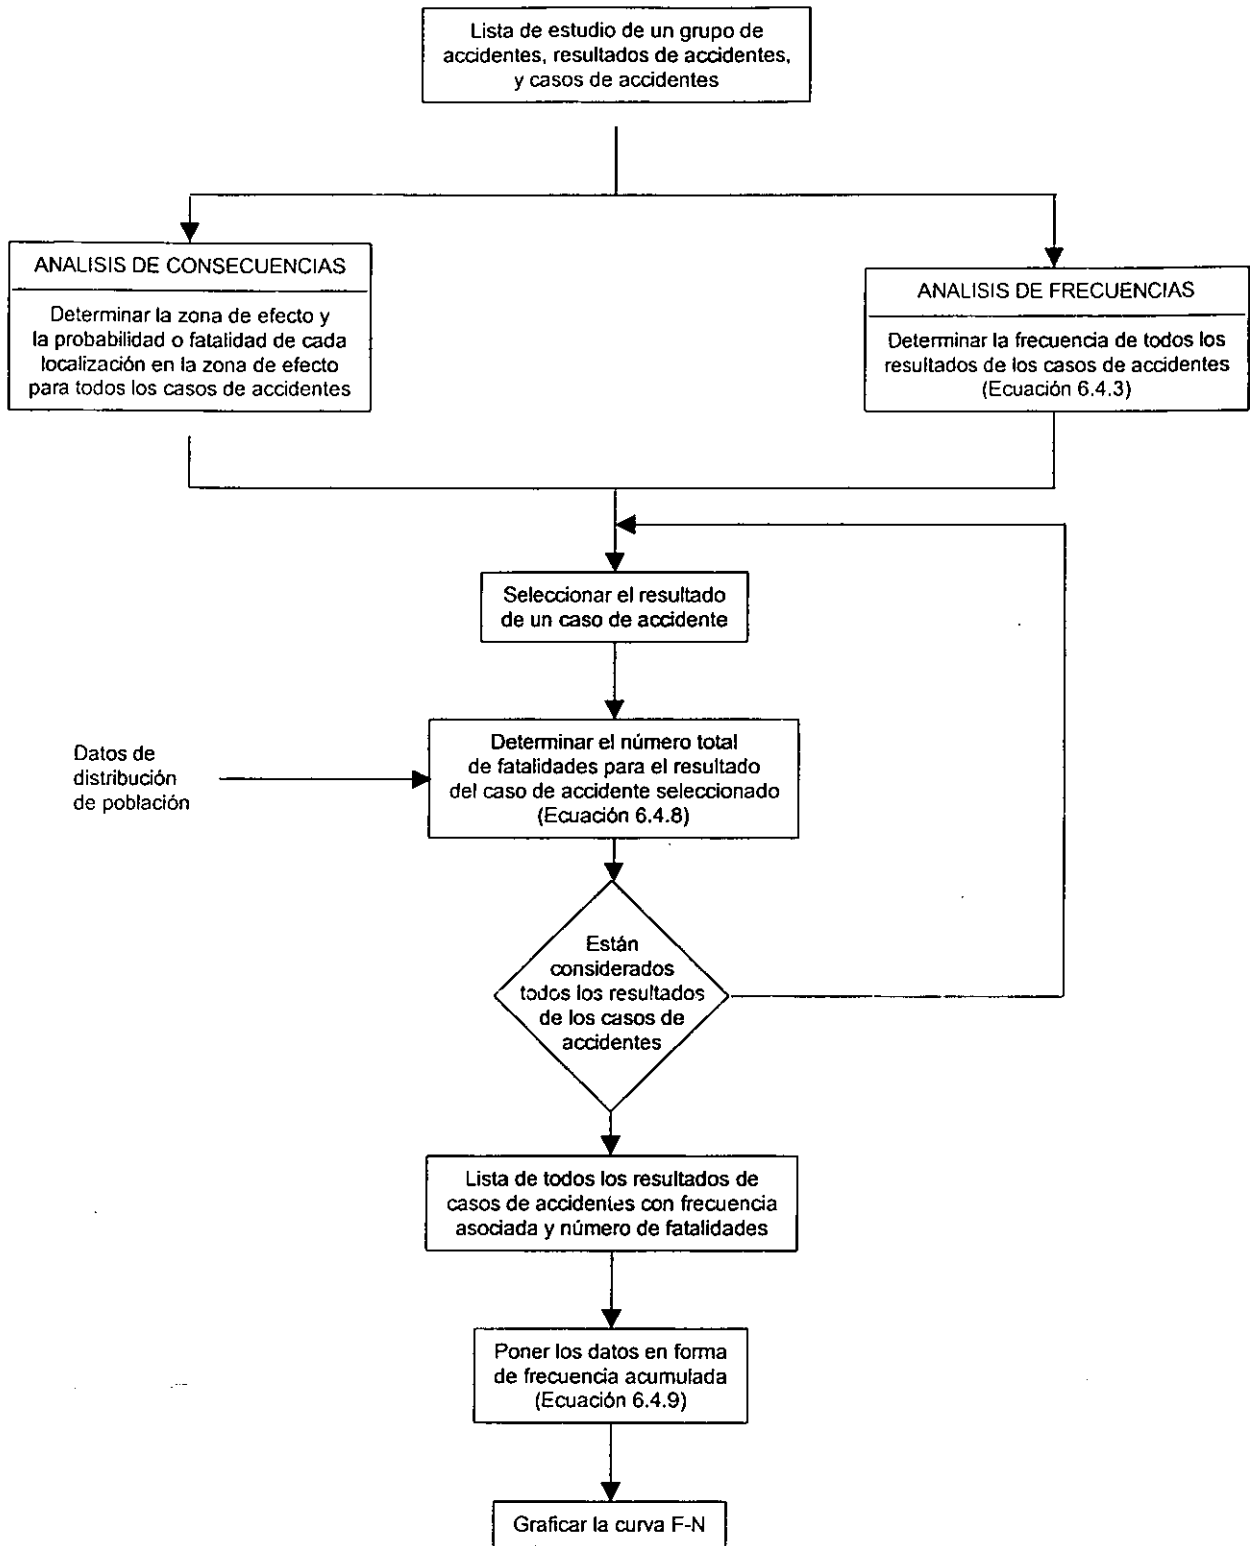 Lista de estudio de un grupo de
accidentes, resultados de accidentes,
y casos de accidentes
ANALISIS DE CONSECUENCIAS
Determinar la zona de efecto y
la probabilidad o fatalidad de cada
localización en la zona de efecto
para todos los casos de accidentes
ANALISIS DE FRECUENCIAS
Determinar la frecuencia de todos los
resultados de los casos de accidentes
(Ecuación 6.4.3)
Seleccionar el resultado
de un caso de accidente
Datos de
distribución
de población
Determinar el número total
de fatalidades para el resultado
del caso de accidente seleccionado
(Ecuación 6.4.8)
Están
considerados
todos los resultados
de los casos de
accidentes
Lista de todos los resultados de
casos de accidentes con frecuencia
asociada y número de fatalidades
Poner los datos en forma
de frecuencia acumulada
(Ecuación 6.4.9)
Graficar la curva F-N